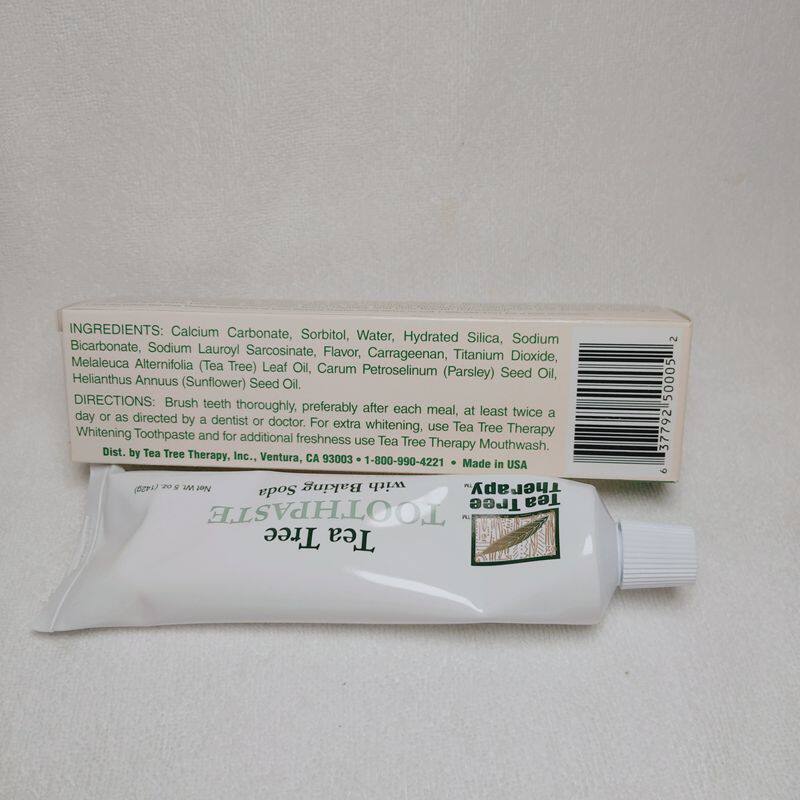 INGREDIENTS: Calcium Carbonate, Sorbitol, Water, Hydrated Silica, Sodium
Bicarbonate, Sodium Lauroyl Sarcosinate, Flavor, Carrageenan, Titanium Dioxide,
Melaleuca Alternifolia (Tea Tree) Leaf Oil, Carum Petroselinum (Parsley) Seed Oil,
Helianthus Annuus (Sunflower) Seed Oil.
DIRECTIONS: Brush teeth thoroughly, preferably after each meal, at least twice a
day or as directed by a dentist or doctor. For extra whitening, use Tea Tree Therapy
Whitening Toothpaste and for additional freshness use Tea Tree Therapy Mouthwash.
Dist. by Tea Tree Therapy, Inc., Ventura, CA 93003 • 1-800-990-4221 • Made in USA
6 37792 50005 2
Tea Tree
Therapy™
Tea Tree™
TOOTHPASTE
with Baking Soda
Net Wt. 5 oz. (142g)